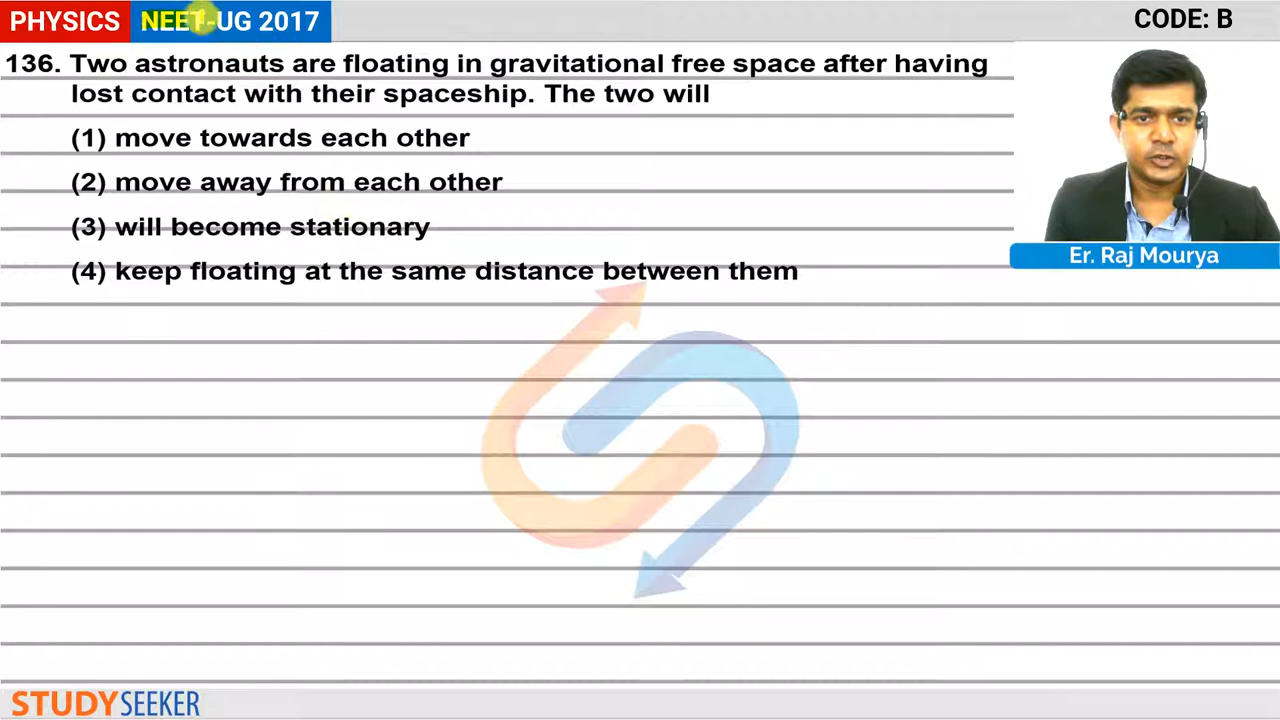 PHYSICS NEET-UG 2017 CODE: B
136. Two astronauts are floating in gravitational free space after having
lost contact with their spaceship. The two will
(1) move towards each other
(2) move away from each other
(3) will become stationary
(4) keep floating at the same distance between them
Er. Raj Mourya
STUDYSEEKER